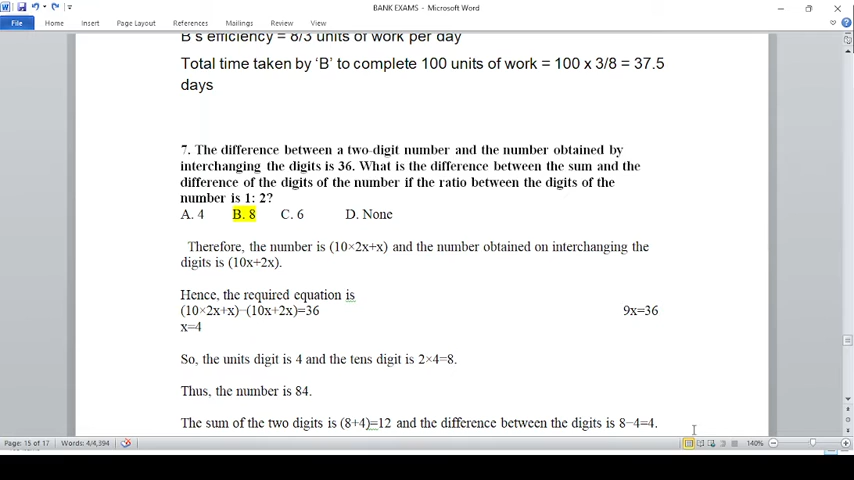 BANK EXAMS - Microsoft Word
File Home Insert Page Layout References Mailings Review View
B's efficiency = 8/3 units of work per day
Total time taken by 'B' to complete 100 units of work = 100 x 3/8 = 37.5
days
7. The difference between a two-digit number and the number obtained by
interchanging the digits is 36. What is the difference between the sum and the
difference of the digits of the number if the ratio between the digits of the
number is 1: 2?
A. 4 B. 8 C. 6 D. None
Therefore, the number is (10×2x+x) and the number obtained on interchanging the
digits is (10x+2x).
Hence, the required equation is
(10×2x+x)−(10x+2x)=36 9x=36
x=4
So, the units digit is 4 and the tens digit is 2×4=8.
Thus, the number is 84.
The sum of the two digits is (8+4)=12 and the difference between the digits is 8−4=4.
Page: 15 of 17 Words: 4/4,394 140%